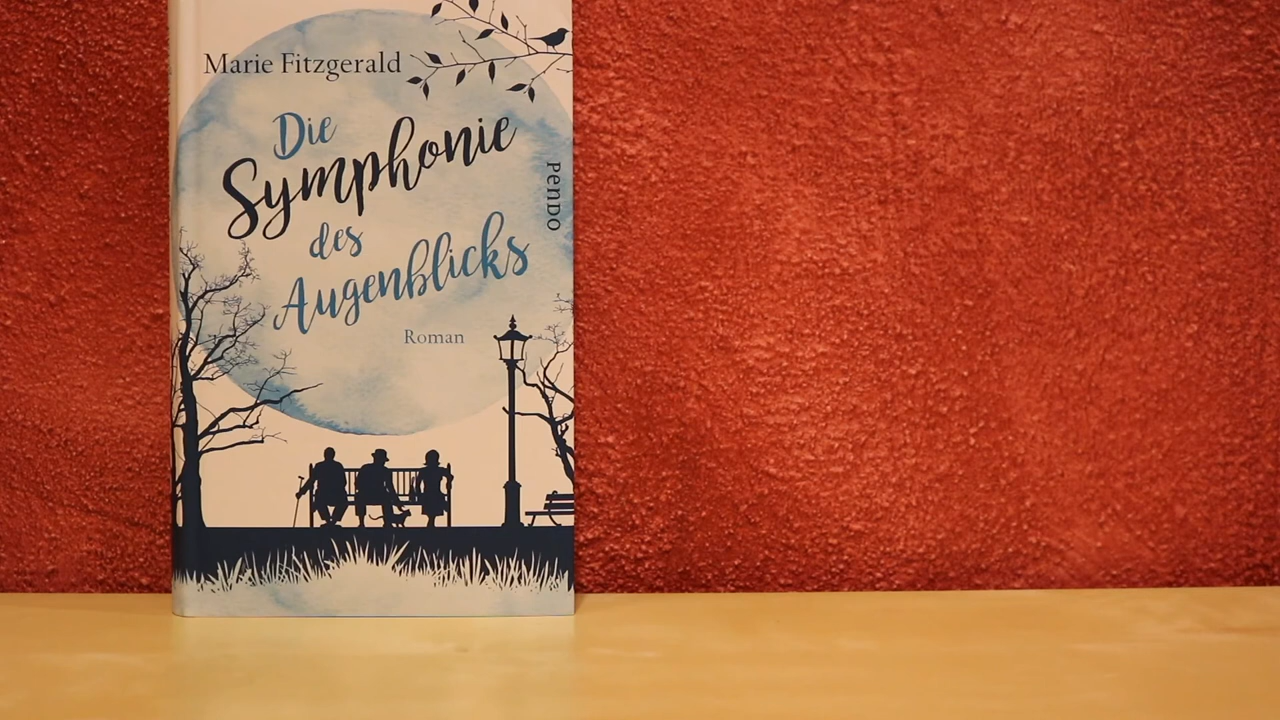 Marie Fitzgerald
Die
Symphonie
des
Augenblicks
Roman
PENDO